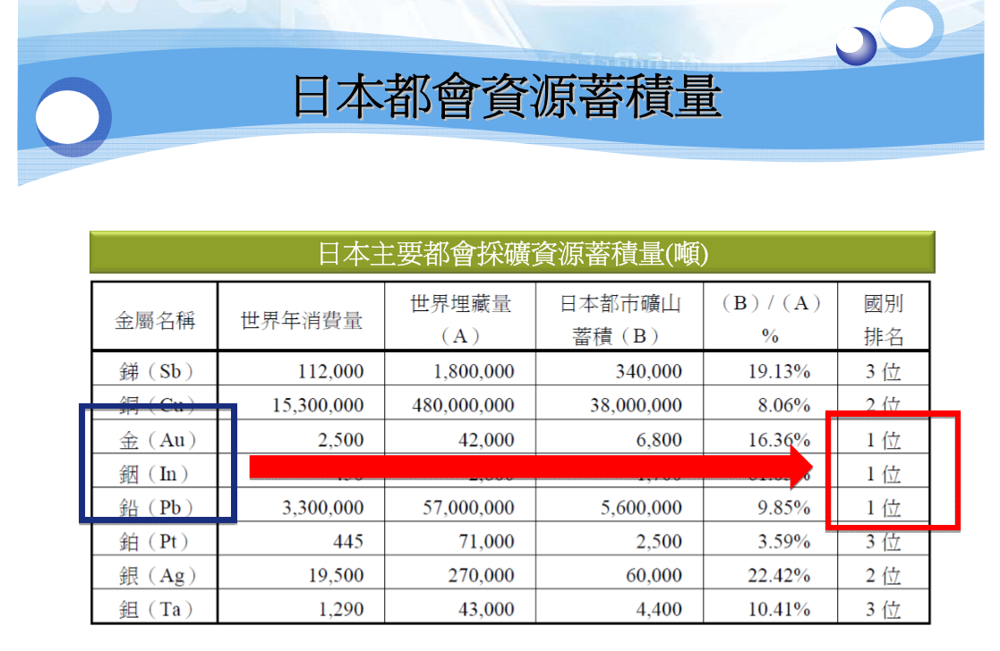 日本都會資源蓄積量
日本主要都會採礦資源蓄積量(噸)
金屬名稱 世界年消費量 世界埋藏量（A） 日本都市礦山蓄積（B） （B）/（A）% 國別排名
銻（Sb） 112,000 1,800,000 340,000 19.13% 3 位
銅（Cu） 15,300,000 480,000,000 38,000,000 8.06% 2 位
金（Au） 2,500 42,000 6,800 16.36% 1 位
銦（In） 1 位
鉛（Pb） 3,300,000 57,000,000 5,600,000 9.85% 1 位
鉑（Pt） 445 71,000 2,500 3.59% 3 位
銀（Ag） 19,500 270,000 60,000 22.42% 2 位
鉭（Ta） 1,290 43,000 4,400 10.41% 3 位